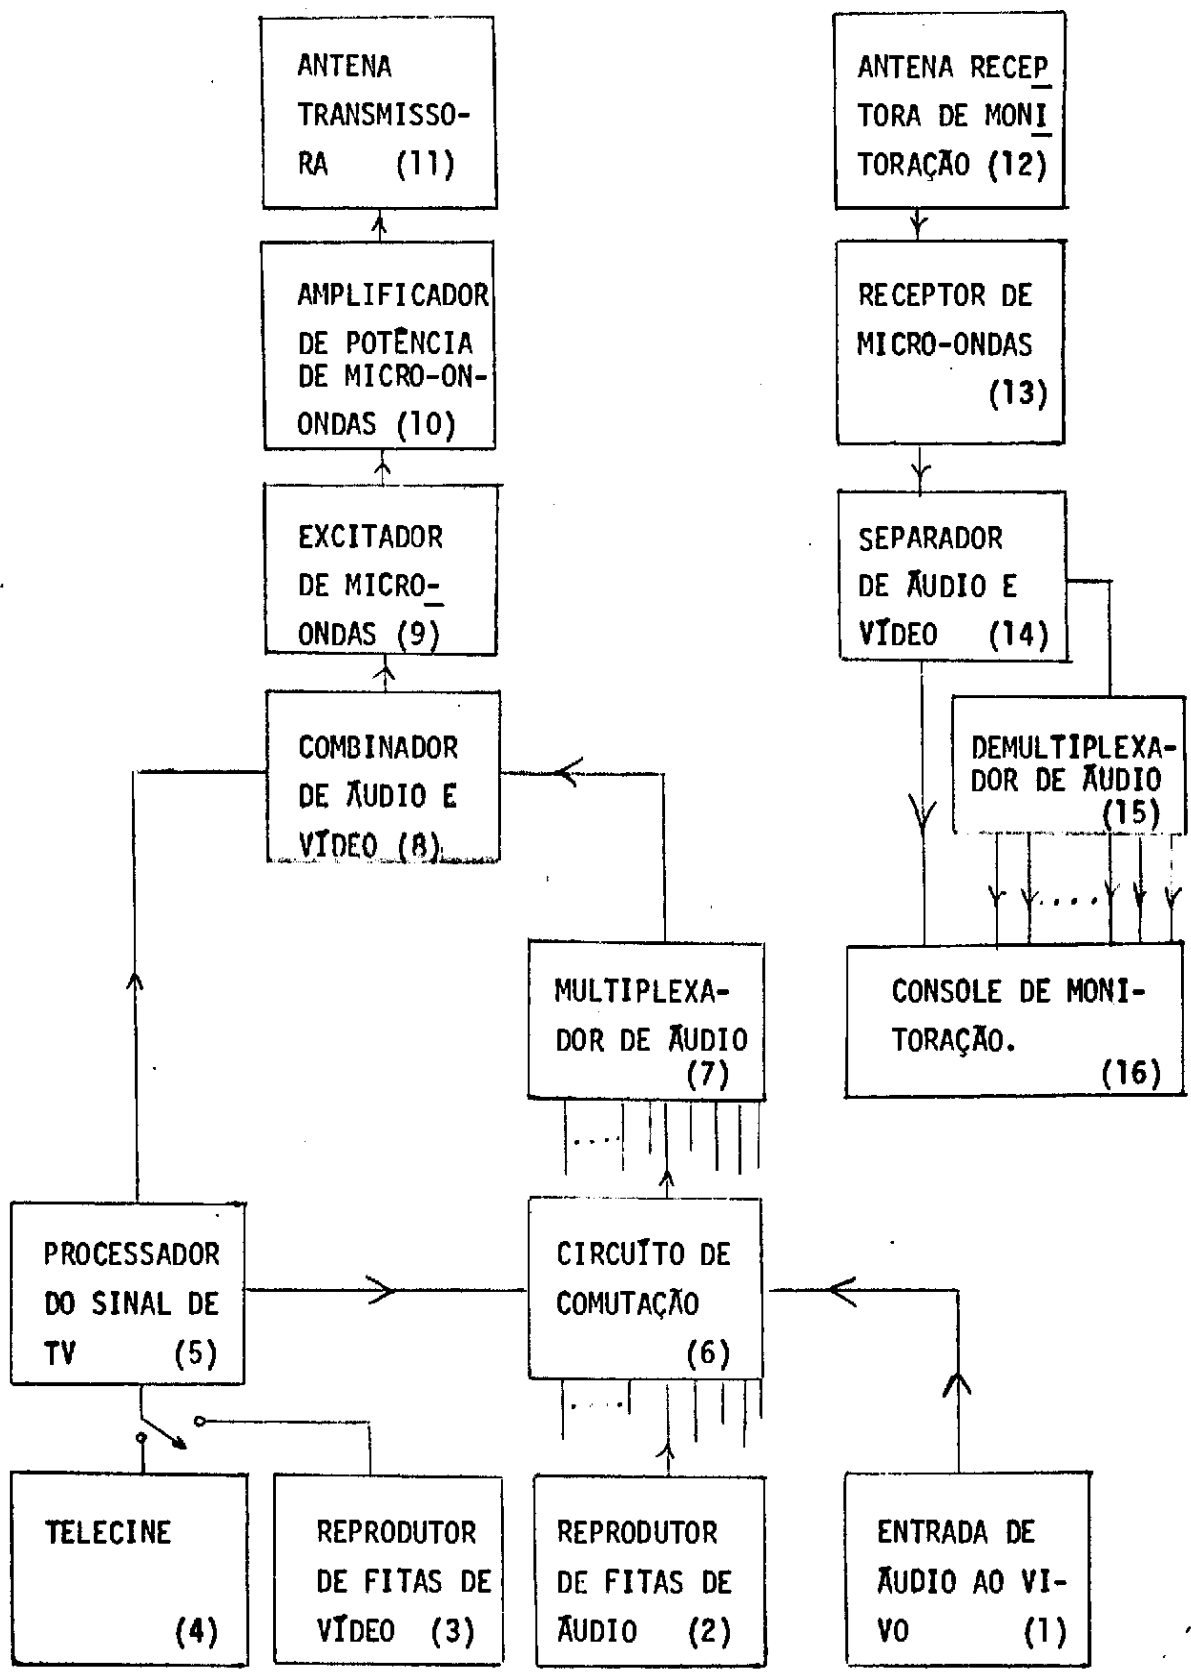 ANTENA
TRANSMISSO-
RA (11)
ANTENA RECEP
TORA DE MONI
TORAÇÃO (12)
AMPLIFICADOR
DE POTÊNCIA
DE MICRO-ON-
ONDAS (10)
RECEPTOR DE
MICRO-ONDAS
(13)
EXCITADOR
DE MICRO-
ONDAS (9)
SEPARADOR
DE ÁUDIO E
VÍDEO (14)
COMBINADOR
DE ÁUDIO E
VÍDEO (8)
DEMULTIPLEXA-
DOR DE ÁUDIO
(15)
MULTIPLEXA-
DOR DE ÁUDIO
(7)
CONSOLE DE MONI-
TORAÇÃO.
(16)
PROCESSADOR
DO SINAL DE
TV (5)
CIRCUÍTO DE
COMUTAÇÃO
(6)
TELECINE
(4)
REPRODUTOR
DE FITAS DE
VÍDEO (3)
REPRODUTOR
DE FITAS DE
ÁUDIO (2)
ENTRADA DE
ÁUDIO AO VI-
VO (1)